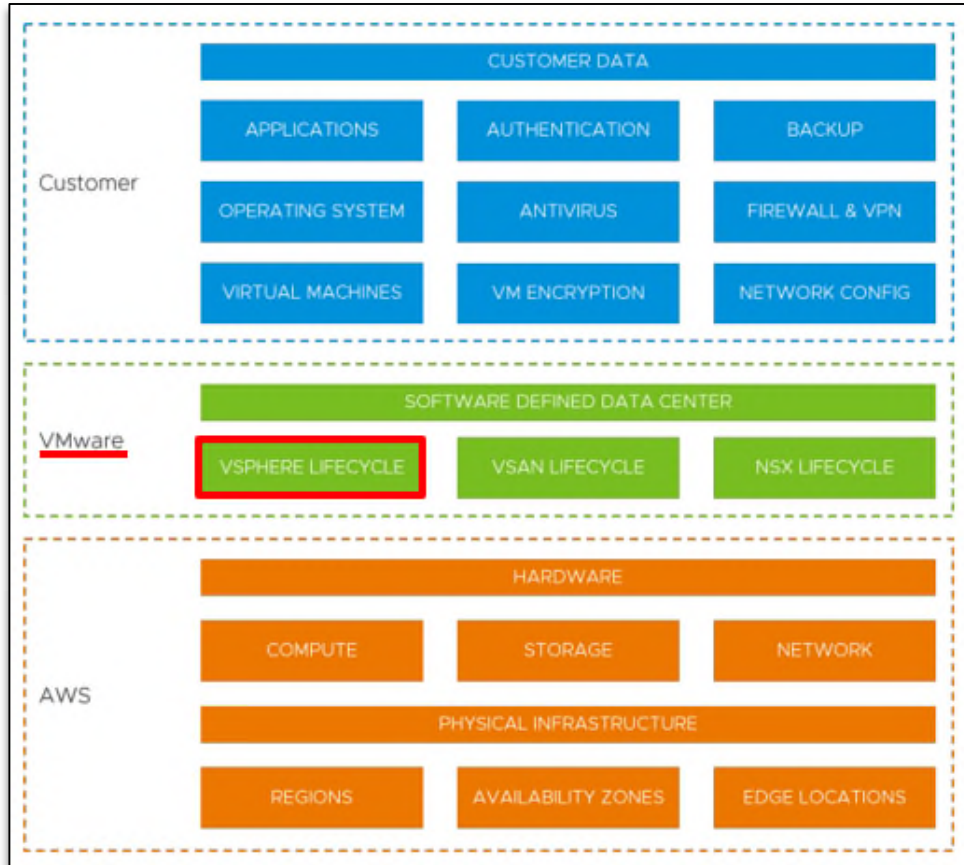 CUSTOMER DATA
APPLICATIONS AUTHENTICATION BACKUP
Customer
OPERATING SYSTEM ANTIVIRUS FIREWALL & VPN
VIRTUAL MACHINES VM ENCRYPTION NETWORK CONFIG
SOFTWARE DEFINED DATA CENTER
VMware
VSPHERE LIFECYCLE VSAN LIFECYCLE NSX LIFECYCLE
HARDWARE
COMPUTE STORAGE NETWORK
AWS
PHYSICAL INFRASTRUCTURE
REGIONS AVAILABILITY ZONES EDGE LOCATIONS